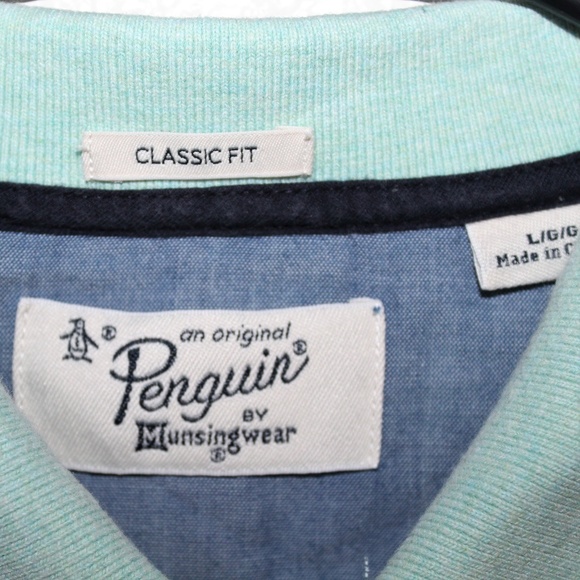 CLASSIC FIT
L/G/G
Made in
an original
Penguin®
BY
Munsingwear®
®